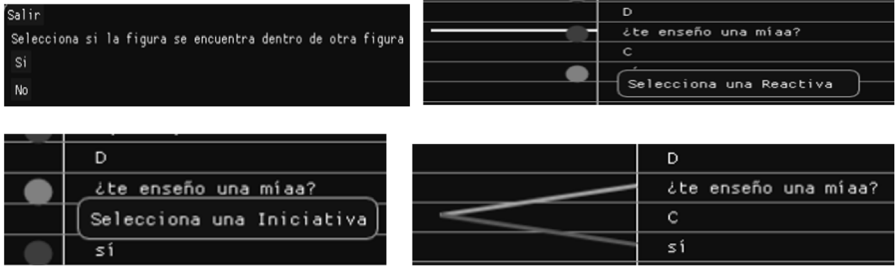 Salir
Selecciona si la figura se encuentra dentro de otra figura
Si
No
D
¿te enseño una míaa?
C
Selecciona una Reactiva
D
¿te enseño una míaa?
Selecciona una Iniciativa
sí
D
¿te enseño una míaa?
C
sí